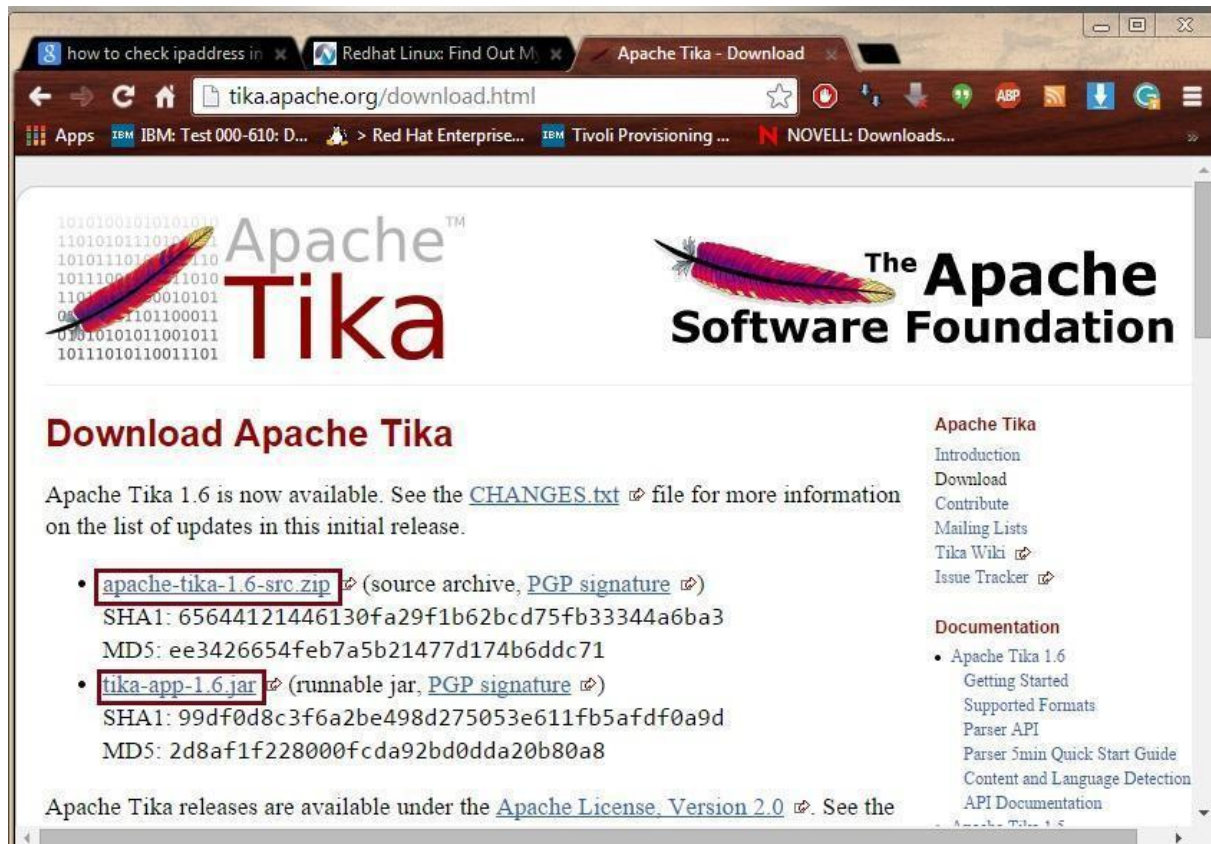 how to check ipaddress in
Redhat Linux: Find Out M
Apache Tika - Download
tika.apache.org/download.html
ABP
Apps
IBM IBM: Test 000-610: D...
> Red Hat Enterprise...
IBM Tivoli Provisioning ...
N NOVELL: Downloads...
»
Apache™
Tika
The Apache
Software Foundation
Download Apache Tika
Apache Tika 1.6 is now available. See the CHANGES.txt file for more information
on the list of updates in this initial release.
• apache-tika-1.6-src.zip (source archive, PGP signature)
SHA1: 65644121446130fa29f1b62bcd75fb33344a6ba3
MD5: ee3426654feb7a5b21477d174b6ddc71
• tika-app-1.6.jar (runnable jar, PGP signature)
SHA1: 99df0d8c3f6a2be498d275053e611fb5afdf0a9d
MD5: 2d8af1f228000fcda92bd0dda20b80a8
Apache Tika releases are available under the Apache License, Version 2.0. See the
Apache Tika
Introduction
Download
Contribute
Mailing Lists
Tika Wiki
Issue Tracker
Documentation
• Apache Tika 1.6
Getting Started
Supported Formats
Parser API
Parser 5min Quick Start Guide
Content and Language Detection
API Documentation